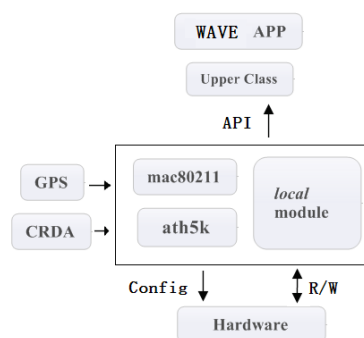 WAVE APP
Upper Class
API
GPS
CRDA
mac80211
ath5k
local
module
Config
R/W
Hardware